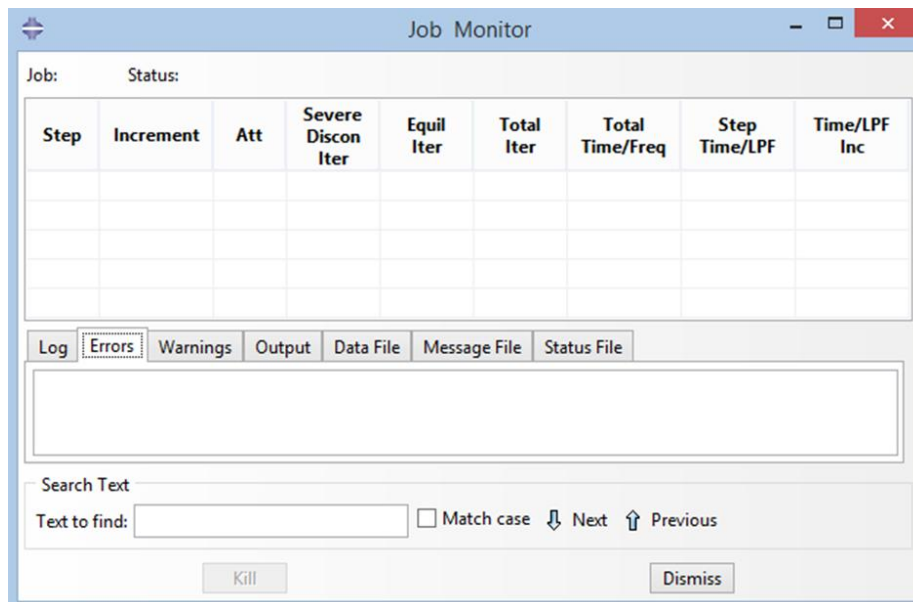 Job Monitor
Job: Status:
Step Increment Att Severe Discon Iter Equil Iter Total Iter Total Time/Freq Step Time/LPF Time/LPF Inc
Log Errors Warnings Output Data File Message File Status File
Search Text
Text to find: Match case Next Previous
Kill Dismiss